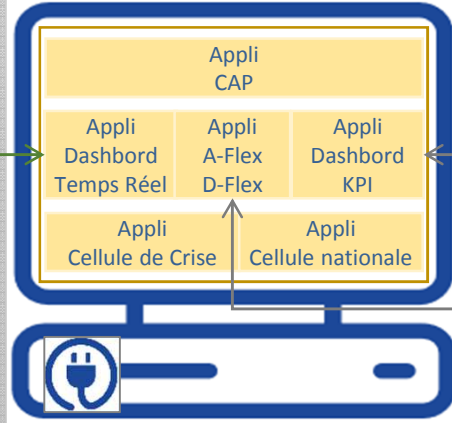 Appli
CAP
Appli
Dashbord
Temps Réel
Appli
A-Flex
D-Flex
Appli
Dashbord
KPI
Appli
Cellule de Crise
Appli
Cellule nationale